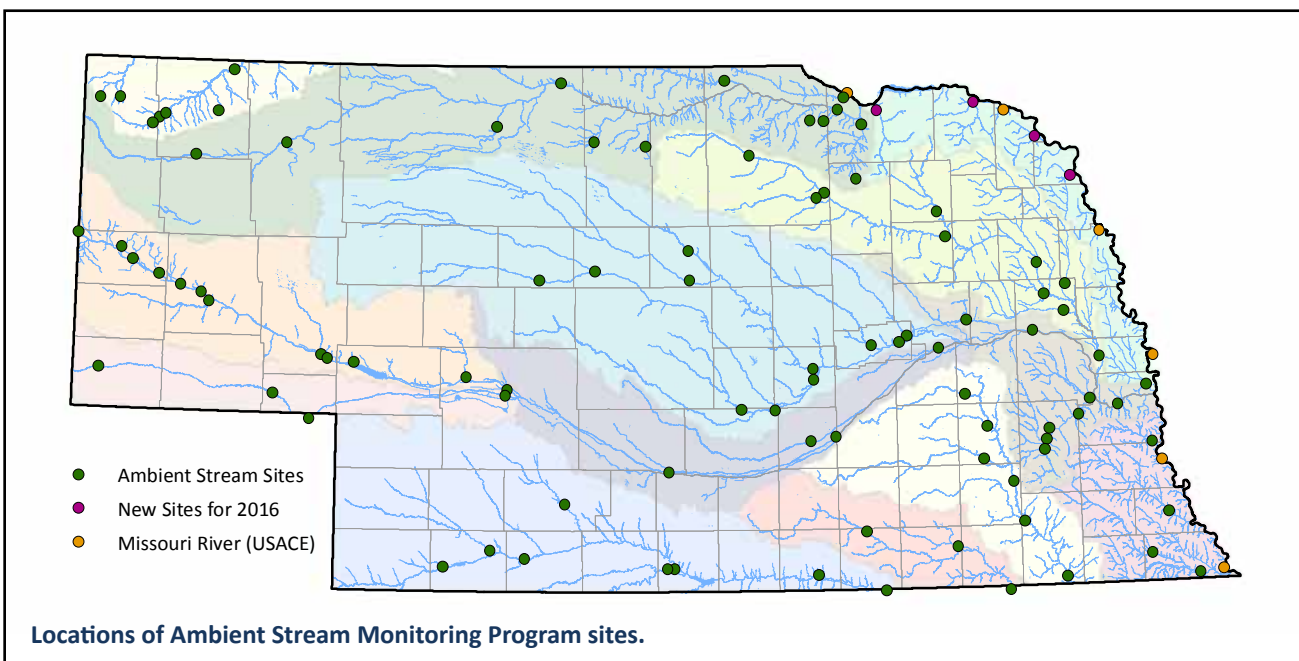 Ambient Stream Sites
New Sites for 2016
Missouri River (USACE)
Locations of Ambient Stream Monitoring Program sites.